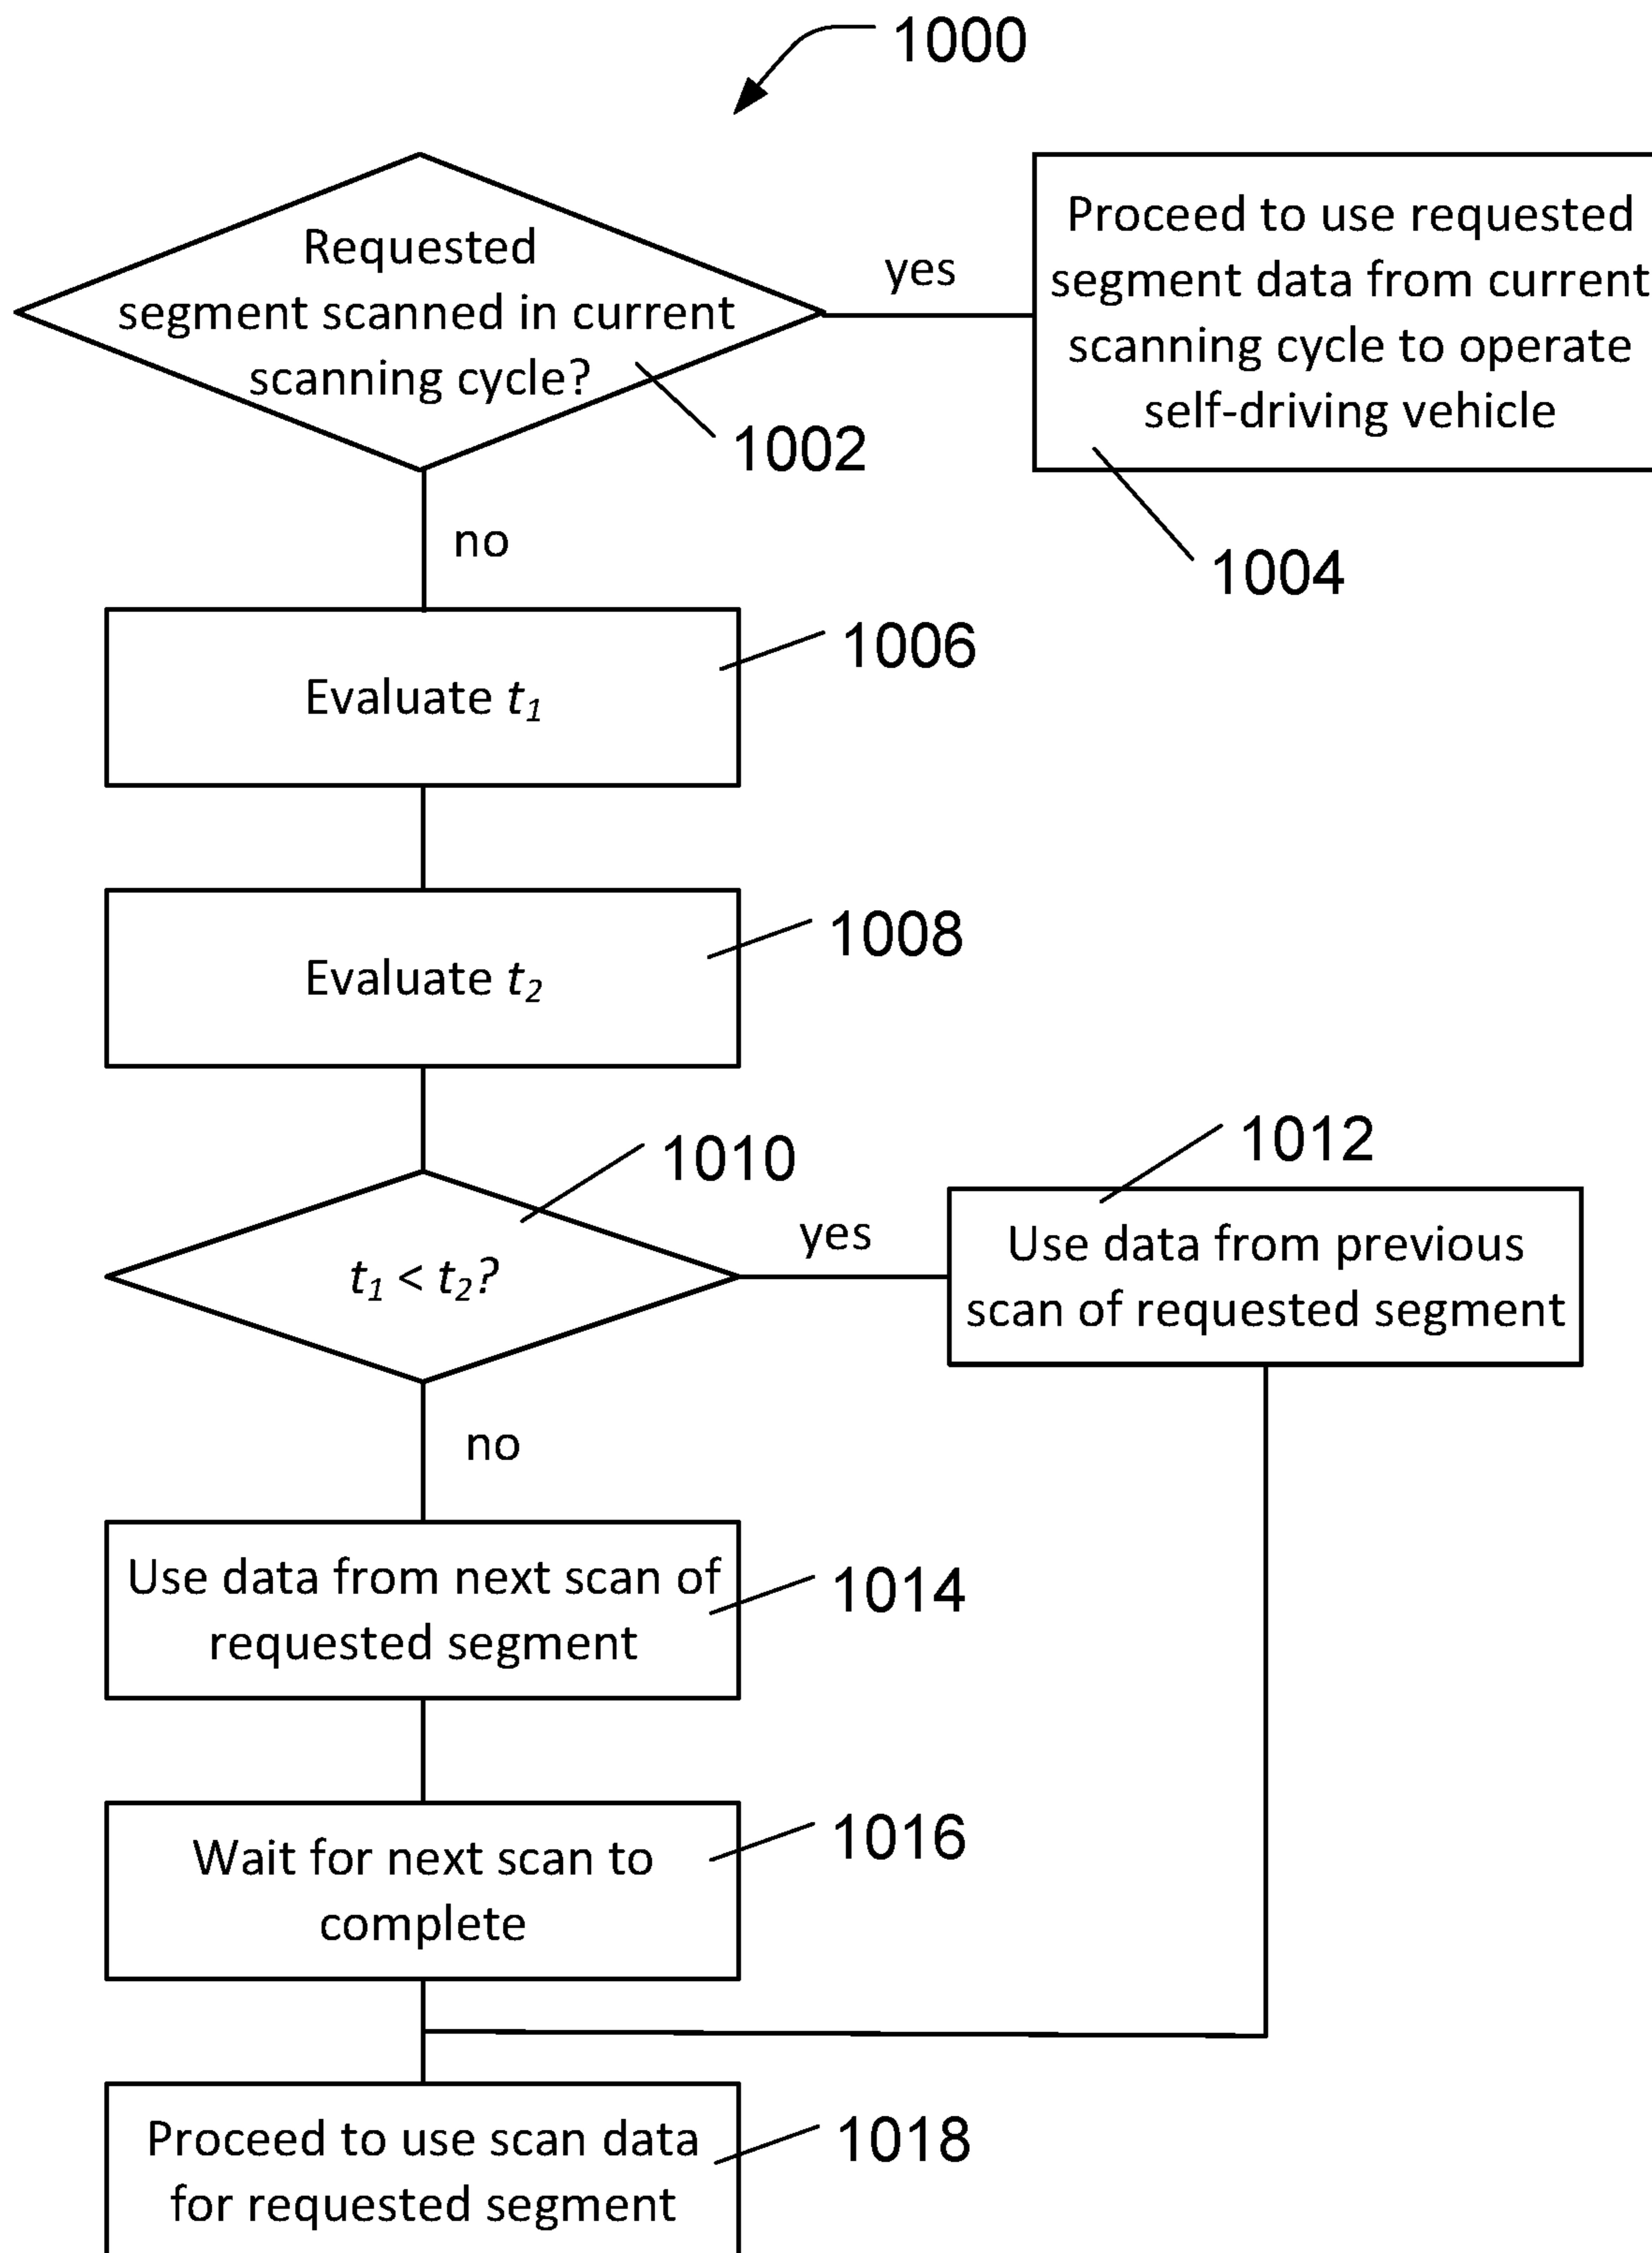 1000
Requested
segment scanned in current
scanning cycle?
1002
yes
Proceed to use requested
segment data from current
scanning cycle to operate
self-driving vehicle
1004
no
Evaluate t₁
1006
Evaluate t₂
1008
t₁ < t₂?
1010
yes
1012
Use data from previous
scan of requested segment
no
Use data from next scan of
requested segment
1014
Wait for next scan to
complete
1016
Proceed to use scan data
for requested segment
1018